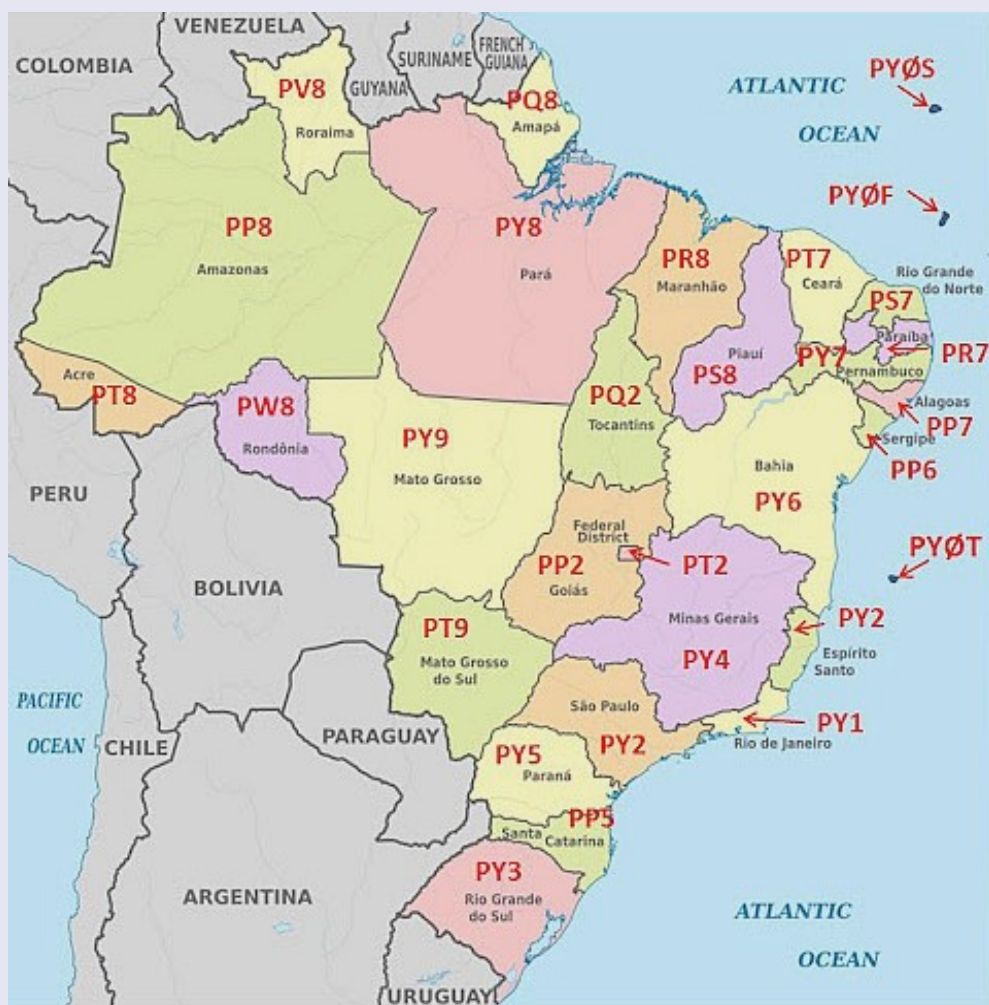 VENEZUELA
COLOMBIA
GUYANA
SURINAME
FRENCH
GUIANA
PV8
Roraima
PQ8
Amapá
ATLANTIC
OCEAN
PYØS
PYØF
PP8
Amazonas
PY8
Pará
PR8
Maranhão
PT7
Ceará
Rio Grande
do Norte
PS7
Paraíba
PR7
PS8
Piauí
PY7
Pernambuco
Alagoas
PP7
Sergipe
PP6
Acre
PT8
PW8
Rondônia
PQ2
Tocantins
PY9
Mato Grosso
Bahia
PY6
PERU
BOLIVIA
Federal
District
PP2
Goiás
PT2
PYØT
Minas Gerais
PY4
PY2
Espírito
Santo
PT9
Mato Grosso
do Sul
São Paulo
PY2
PY1
Rio de Janeiro
PACIFIC
OCEAN
CHILE
PARAGUAY
PY5
Paraná
PP5
Santa
Catarina
PY3
Rio Grande
do Sul
ARGENTINA
ATLANTIC
OCEAN
URUGUAY